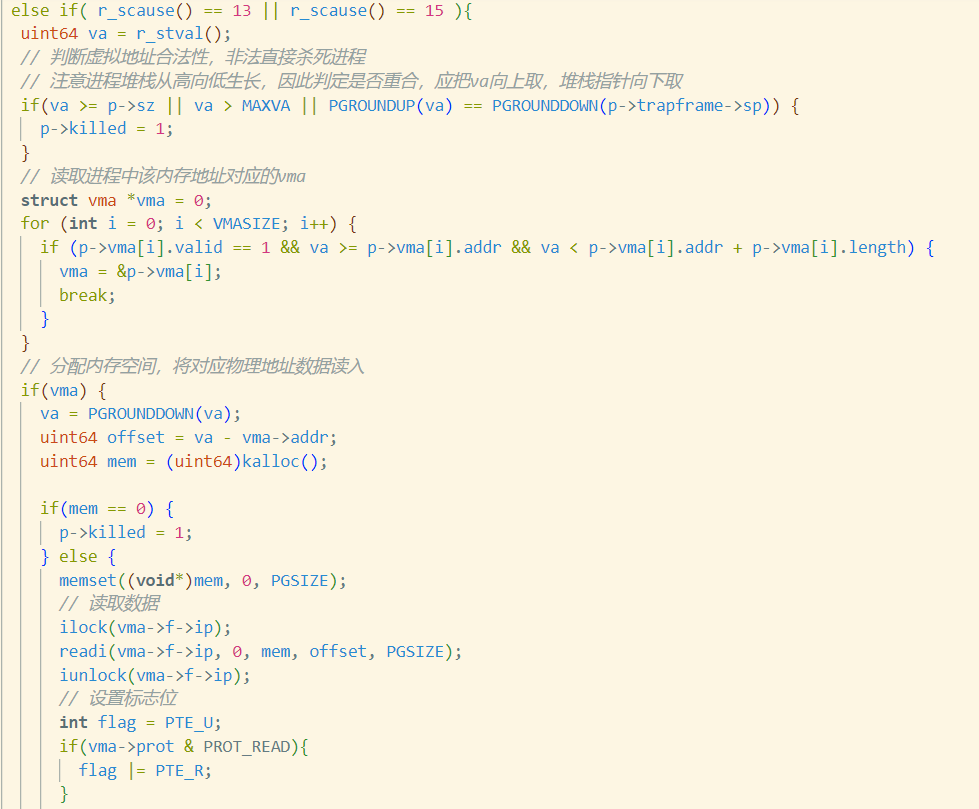 else if( r_scause() == 13 || r_scause() == 15 ){
uint64 va = r_stval();
// 判断虚拟地址合法性，非法直接杀死进程
// 注意进程堆栈从高向低生长，因此判定是否重合，应把va向上取，堆栈指针向下取
if(va >= p->sz || va > MAXVA || PGROUNDUP(va) == PGROUNDDOWN(p->trapframe->sp)) {
p->killed = 1;
}
// 读取进程中该内存地址对应的vma
struct vma *vma = 0;
for (int i = 0; i < VMASIZE; i++) {
if (p->vma[i].valid == 1 && va >= p->vma[i].addr && va < p->vma[i].addr + p->vma[i].length) {
vma = &p->vma[i];
break;
}
}
// 分配内存空间，将对应物理地址数据读入
if(vma) {
va = PGROUNDDOWN(va);
uint64 offset = va - vma->addr;
uint64 mem = (uint64)kalloc();
if(mem == 0) {
p->killed = 1;
} else {
memset((void*)mem, 0, PGSIZE);
// 读取数据
ilock(vma->f->ip);
readi(vma->f->ip, 0, mem, offset, PGSIZE);
iunlock(vma->f->ip);
// 设置标志位
int flag = PTE_U;
if(vma->prot & PROT_READ){
flag |= PTE_R;
}